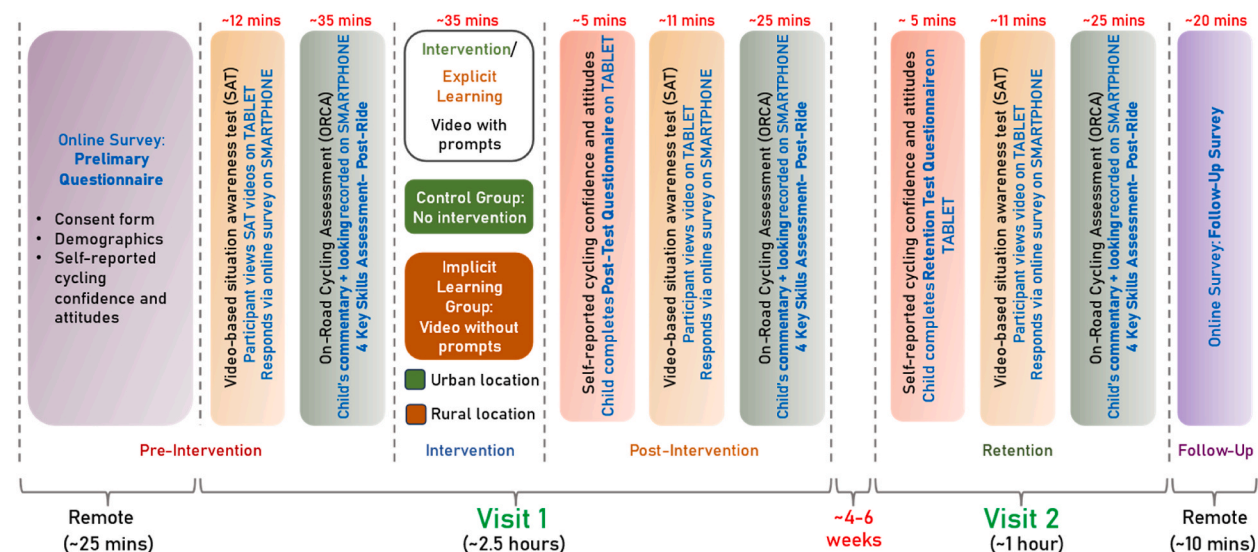 ~12 mins
~35 mins
~35 mins
~5 mins
~11 mins
~25 mins
~ 5 mins
~11 mins
~25 mins
~20 mins
Online Survey:
Prelimary
Questionnaire
• Consent form
• Demographics
• Self-reported
cycling
confidence and
attitudes
Video-based situation awareness test (SAT)
Participant views SAT videos on TABLET
Responds via online survey on SMARTPHONE
On-Road Cycling Assessment (ORCA)
Child's commentary + looking recorded on SMARTPHONE
4 Key Skills Assessment- Post-Ride
Intervention/
Explicit
Learning
Video with
prompts
Control Group:
No intervention
Implicit
Learning
Group:
Video without
prompts
Urban location
Rural location
Self-reported cycling confidence and attitudes
Child completes Post-Test Questionnaire on TABLET
Video-based situation awareness test (SAT)
Participant views video on TABLET
Responds via online survey on SMARTPHONE
On-Road Cycling Assessment (ORCA)
Child's commentary + looking recorded on SMARTPHONE
4 Key Skills Assessment- Post-Ride
Self-reported cycling confidence and attitudes
Child completes Retention Test Questionnaire on
TABLET
Video-based situation awareness test (SAT)
Participant views video on TABLET
Responds via online survey on SMARTPHONE
On-Road Cycling Assessment (ORCA)
Child's commentary + looking recorded on SMARTPHONE
4 Key Skills Assessment- Post-Ride
Online Survey: Follow-Up Survey
Pre-Intervention
Intervention
Post-Intervention
Retention
Follow-Up
Remote
(~25 mins)
Visit 1
(~2.5 hours)
~4-6
weeks
Visit 2
(~1 hour)
Remote
(~10 mins)